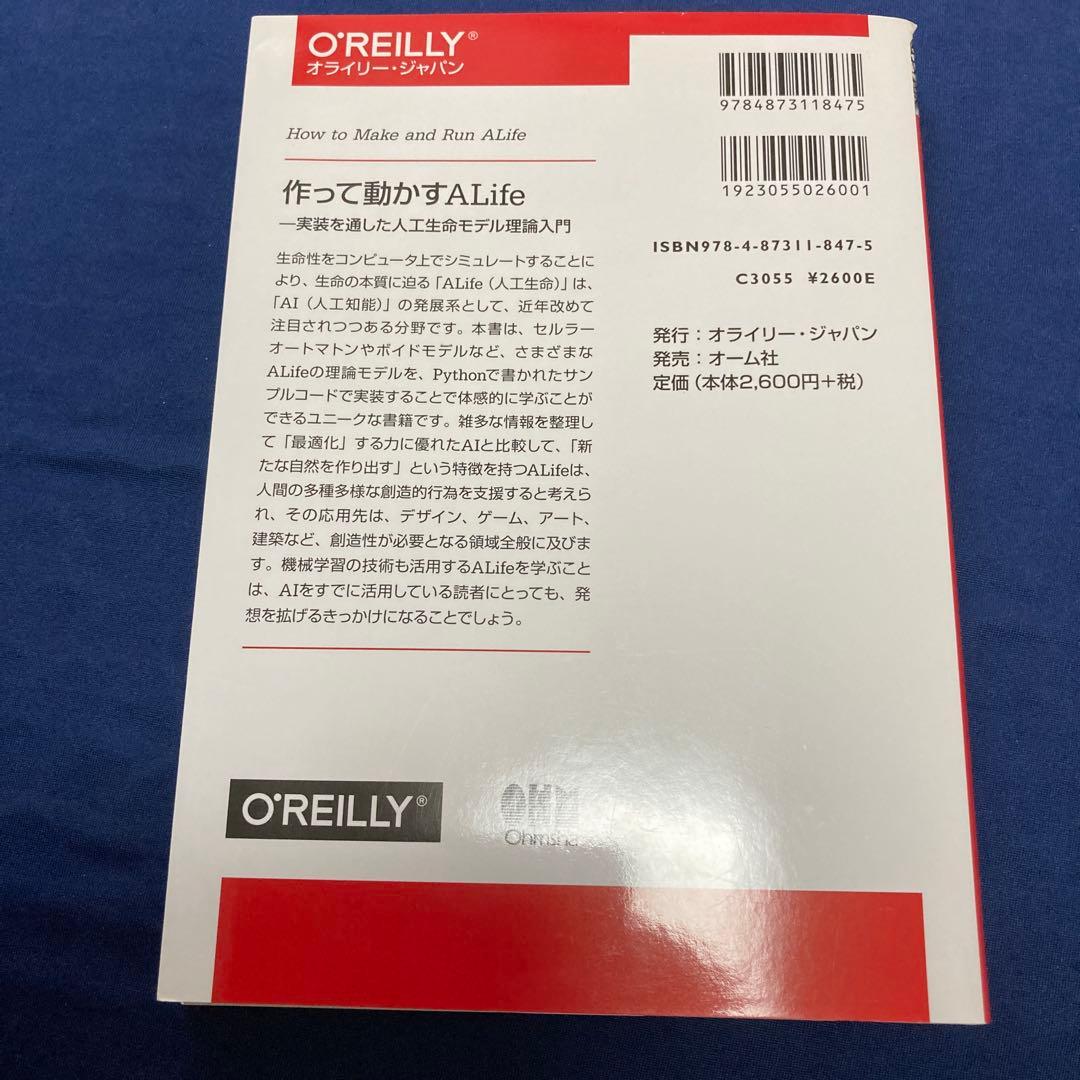 O'REILLY®
オライリー・ジャパン
How to Make and Run ALife
作って動かすALife
―実装を通した人工生命モデル理論入門
生命性をコンピュータ上でシミュレートすることに
より、生命の本質に迫る「ALife（人工生命）」は、
「AI（人工知能）」の発展系として、近年改めて
注目されつつある分野です。本書は、セルラー
オートマトンやボイドモデルなど、さまざまな
ALifeの理論モデルを、Pythonで書かれたサン
プルコードで実装することで体感的に学ぶことが
できるユニークな書籍です。雑多な情報を整理し
て「最適化」する力に優れたAIと比較して、「新
たな自然を作り出す」という特徴を持つALifeは、
人間の多種多様な創造的行為を支援すると考えら
れ、その応用先は、デザイン、ゲーム、アート、
建築など、創造性が必要となる領域全般に及びま
す。機械学習の技術も活用するALifeを学ぶこと
は、AIをすでに活用している読者にとっても、発
想を拡げるきっかけになることでしょう。
9784873118475
1923055026001
ISBN978-4-87311-847-5
C3055 ¥2600E
発行：オライリー・ジャパン
発売：オーム社
定価（本体2,600円＋税）
O'REILLY®
OHM
Ohmsha